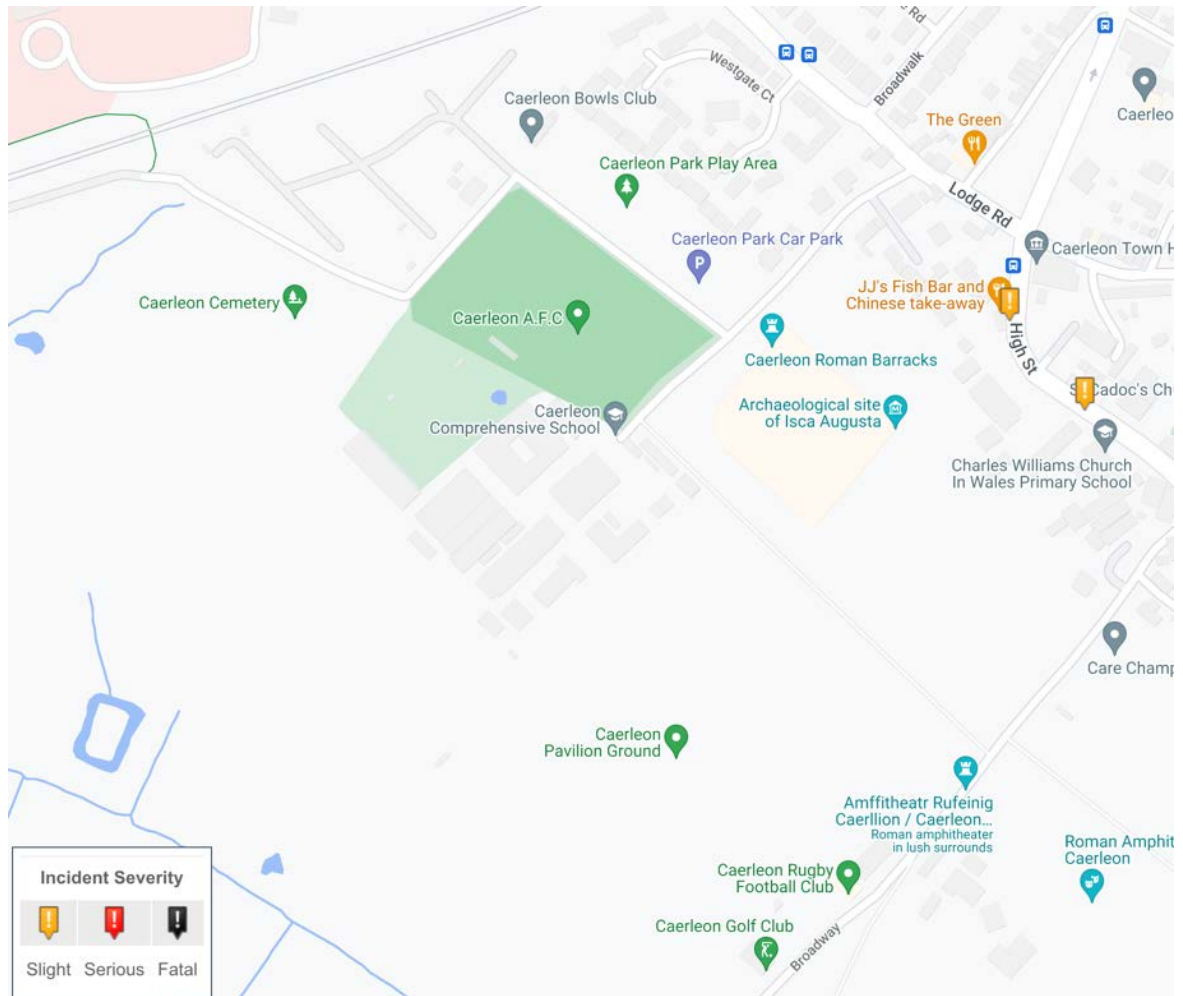 Rd
Westgate Ct
Broadwalk
Caerleon Bowls Club
Caerleo
The Green
Caerleon Park Play Area
Lodge Rd
Caerleon Park Car Park
P
Caerleon Town H
Caerleon Cemetery
JJ's Fish Bar and
Chinese take-away
Caerleon A.F.C
High St
Caerleon Roman Barracks
Cadoc's Ch
Archaeological site
of Isca Augusta
Caerleon
Comprehensive School
Charles Williams Church
In Wales Primary School
Care Champ
Caerleon
Pavilion Ground
Amffitheatr Rufeinig
Caerllion / Caerleon...
Roman amphitheater
in lush surrounds
Roman Amphit
Caerleon
Caerleon Rugby
Football Club
Caerleon Golf Club
Broadway
Incident Severity
Slight Serious Fatal